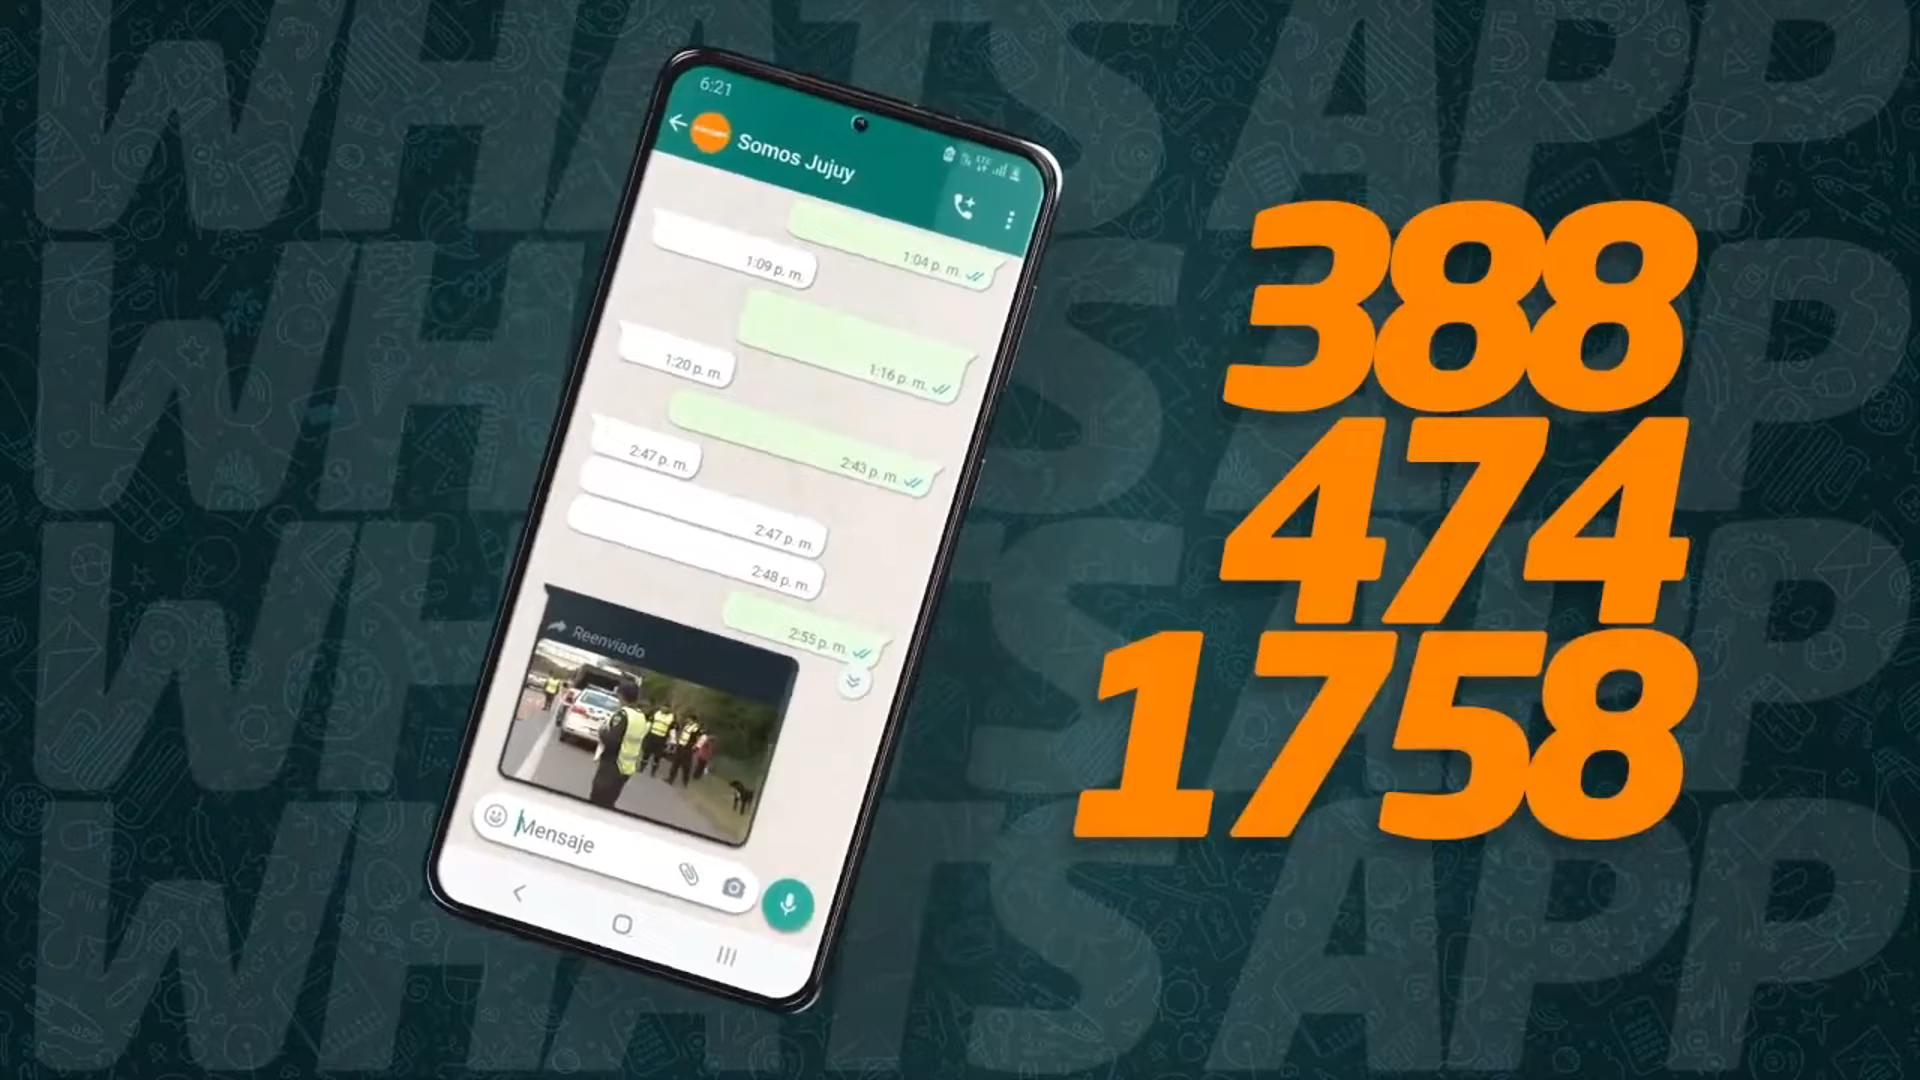 WHATSAPP
WHATSAPP
WHATSAPP
WHATSAPP
6:21
Somos Jujuy
1:04 p. m.
1:09 p. m.
1:16 p. m.
1:20 p. m.
2:43 p. m.
2:47 p. m.
2:47 p. m.
2:48 p. m.
2:55 p. m.
Reenviado
Mensaje
388
474
1758